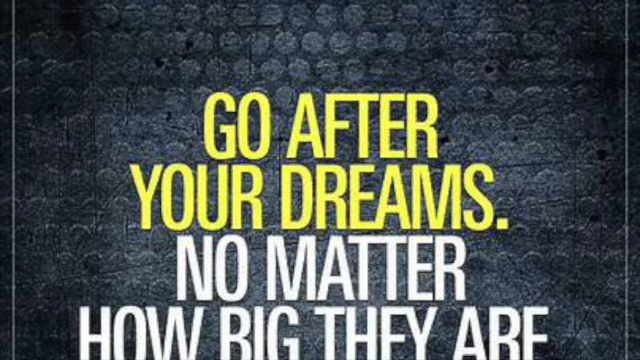 GO AFTER
YOUR DREAMS.
NO MATTER
HOW BIG THEY ARE